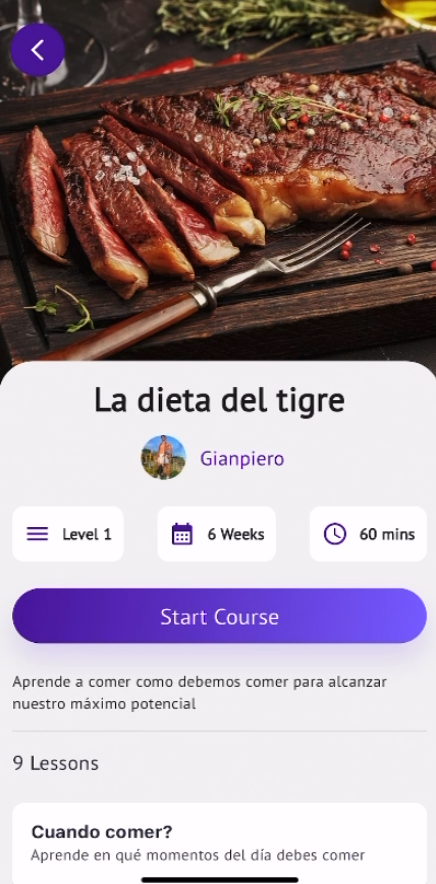 La dieta del tigre
Gianpiero
Level 1
6 Weeks
60 mins
Start Course
Aprende a comer como debemos comer para alcanzar
nuestro máximo potencial
9 Lessons
Cuando comer?
Aprende en qué momentos del día debes comer